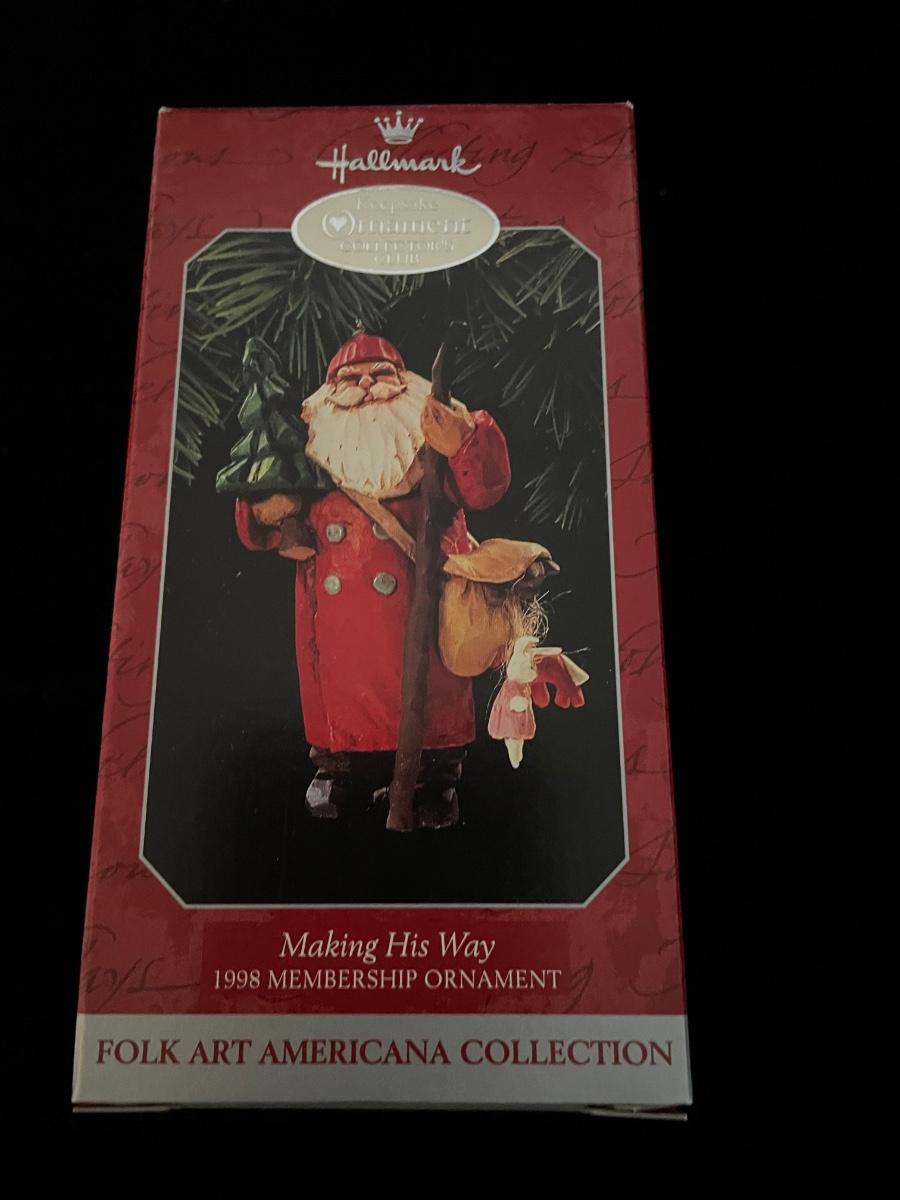 Hallmark
Keepsake
Ornament
COLLECTOR'S
CLUB
Making His Way
1998 MEMBERSHIP ORNAMENT
FOLK ART AMERICANA COLLECTION